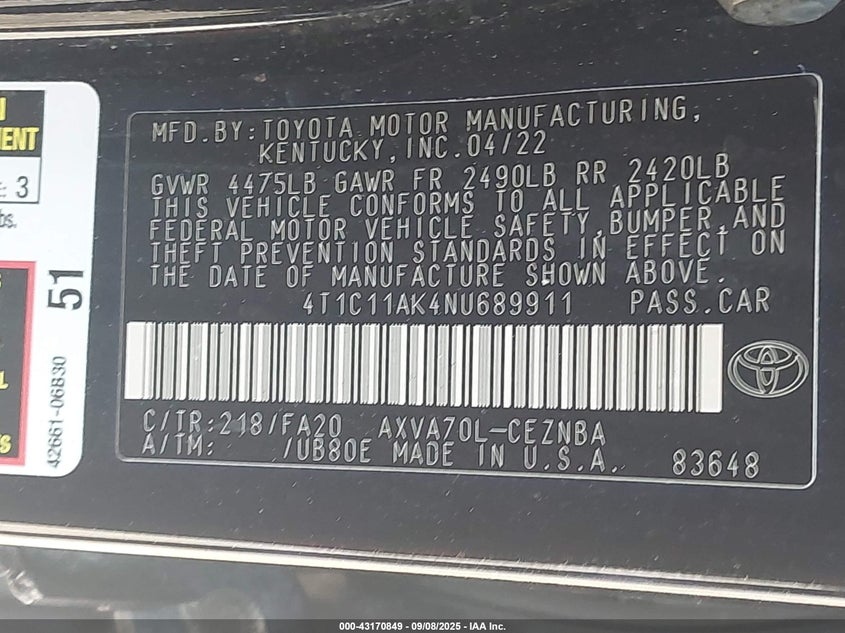 MENT
3
bs.
51
42661-06B30
MFD.BY:TOYOTA MOTOR MANUFACTURING,
KENTUCKY,INC.04/22
GVWR 4475LB GAWR FR 2490LB RR 2420LB
THIS VEHICLE CONFORMS TO ALL APPLICABLE
FEDERAL MOTOR VEHICLE SAFETY,BUMPER,AND
THEFT PREVENTION STANDARDS IN EFFECT ON
THE DATE OF MANUFACTURE SHOWN ABOVE.
4T1C11AK4NU689911 PASS.CAR
C/TR:218/FA20 AXVA70L-CEZNBA
A/TM: /UB80E MADE IN U.S.A. 83648
000-43170849 - 09/08/2025 - IAA Inc.